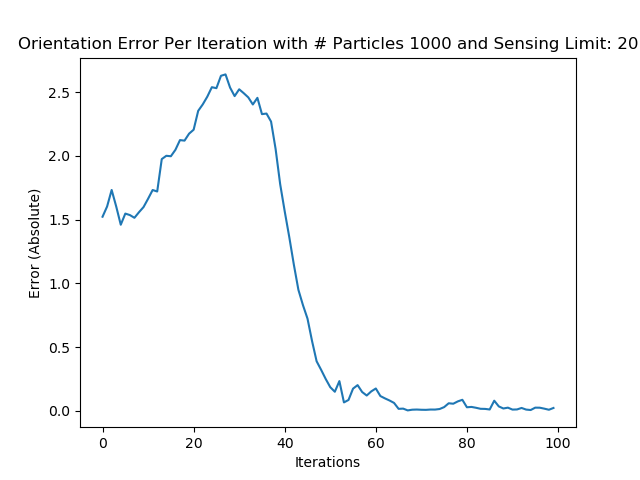 Orientation Error Per Iteration with # Particles 1000 and Sensing Limit: 20
2.5
2.0
1.5
1.0
0.5
0.0
Error (Absolute)
0 20 40 60 80 100
Iterations